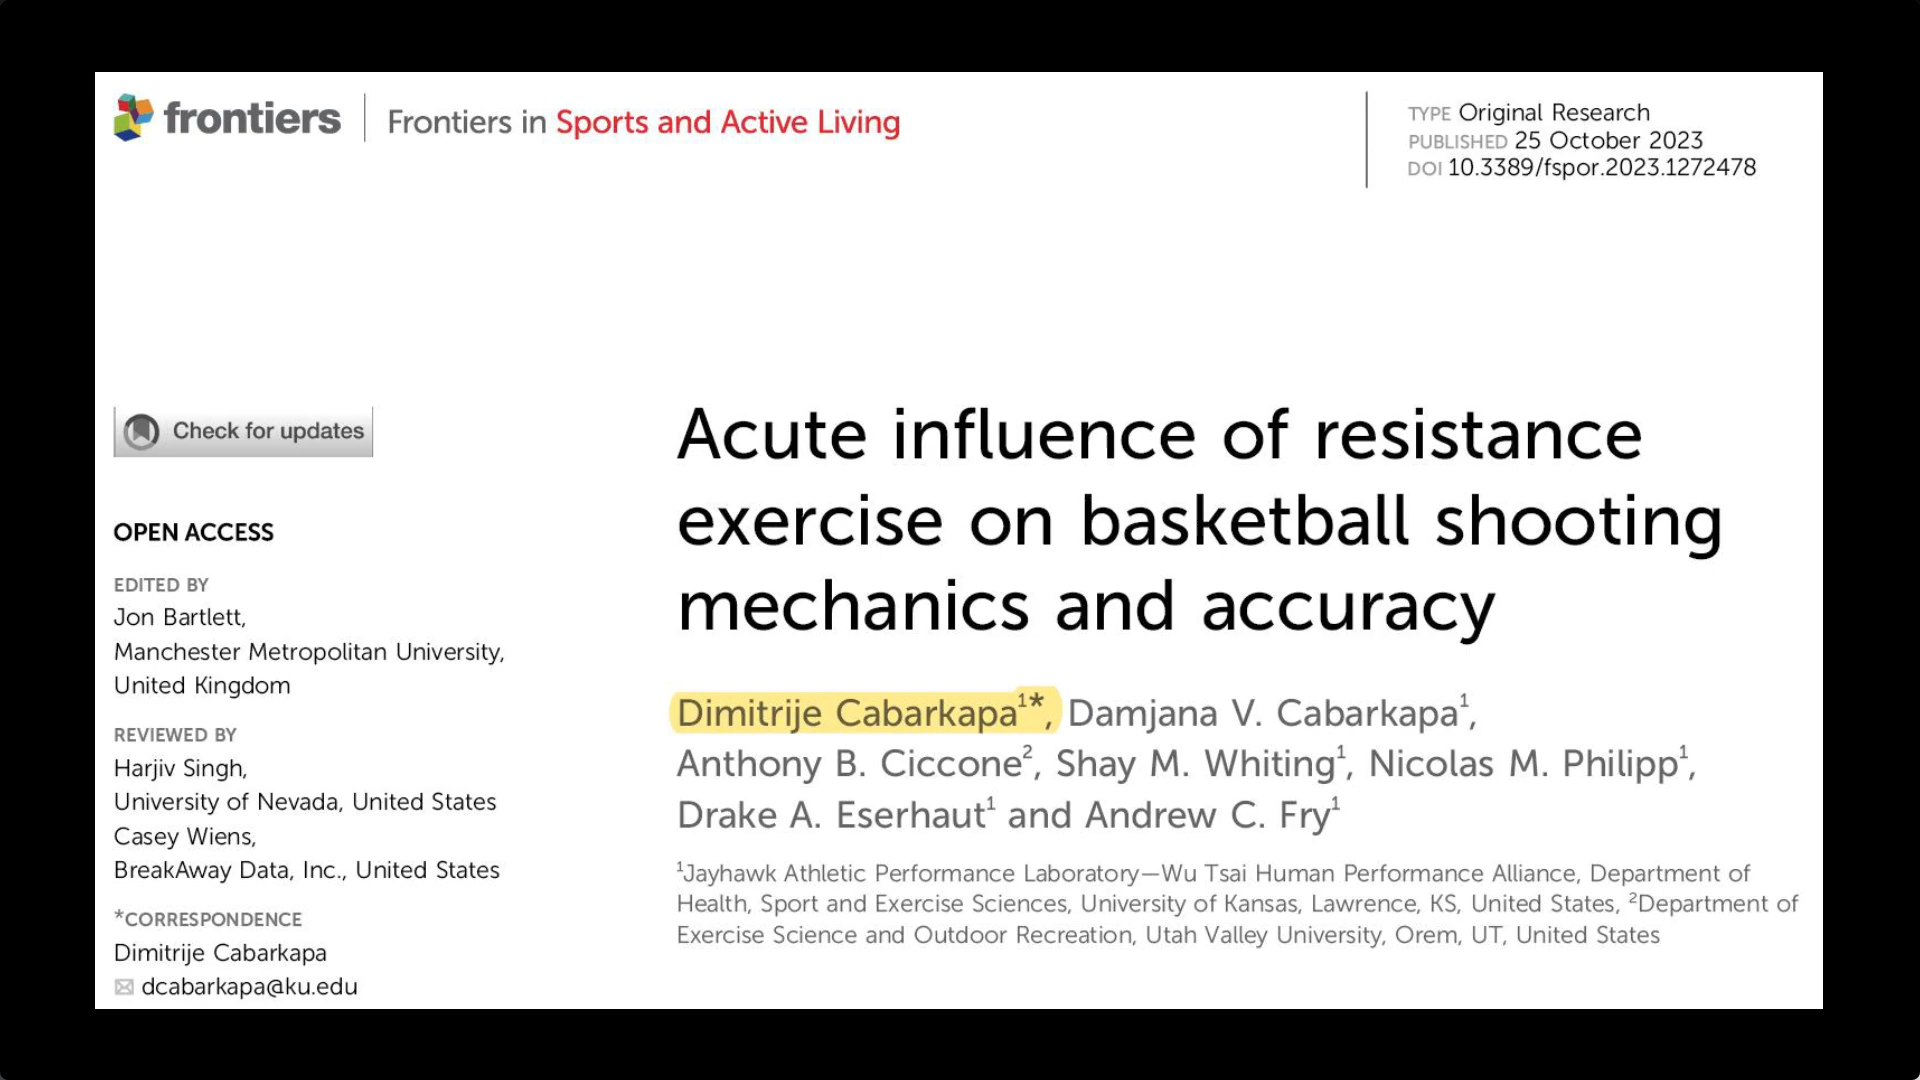 frontiers | Frontiers in Sports and Active Living
TYPE Original Research
PUBLISHED 25 October 2023
DOI 10.3389/fspor.2023.1272478
Check for updates
OPEN ACCESS
EDITED BY
Jon Bartlett,
Manchester Metropolitan University,
United Kingdom
REVIEWED BY
Harjiv Singh,
University of Nevada, United States
Casey Wiens,
BreakAway Data, Inc., United States
*CORRESPONDENCE
Dimitrije Cabarkapa
dcabarkapa@ku.edu
Acute influence of resistance
exercise on basketball shooting
mechanics and accuracy
Dimitrije Cabarkapa¹*, Damjana V. Cabarkapa¹,
Anthony B. Ciccone², Shay M. Whiting¹, Nicolas M. Philipp¹,
Drake A. Eserhaut¹ and Andrew C. Fry¹
¹Jayhawk Athletic Performance Laboratory—Wu Tsai Human Performance Alliance, Department of
Health, Sport and Exercise Sciences, University of Kansas, Lawrence, KS, United States, ²Department of
Exercise Science and Outdoor Recreation, Utah Valley University, Orem, UT, United States